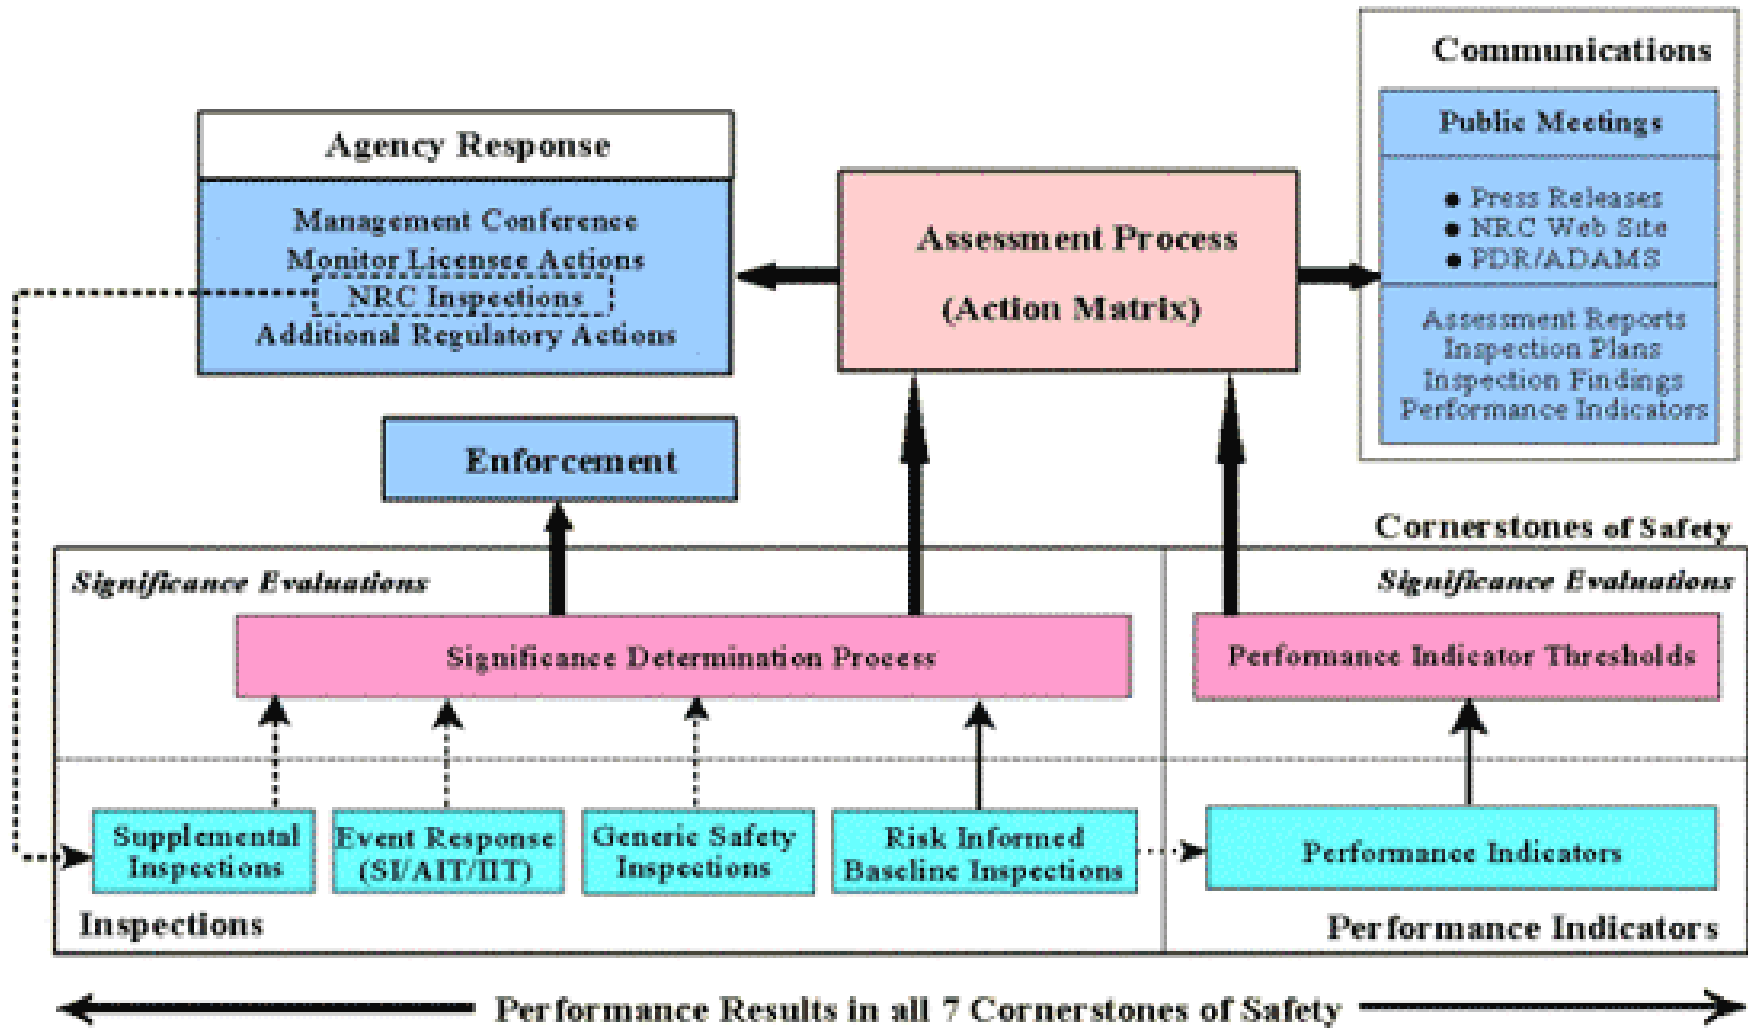 Communications
Public Meetings
● Press Releases
● NRC Web Site
● PDR/ADAMS
Assessment Reports
Inspection Plans
Inspection Findings
Performance Indicators
Agency Response
Management Conference
Monitor Licensee Actions
NRC Inspections
Additional Regulatory Actions
Assessment Process
(Action Matrix)
Enforcement
Cornerstones of Safety
Significance Evaluations
Significance Evaluations
Significance Determination Process
Performance Indicator Thresholds
Supplemental
Inspections
Event Response
(SI/AIT/IIT)
Generic Safety
Inspections
Risk Informed
Baseline Inspections
Performance Indicators
Inspections
Performance Indicators
Performance Results in all 7 Cornerstones of Safety